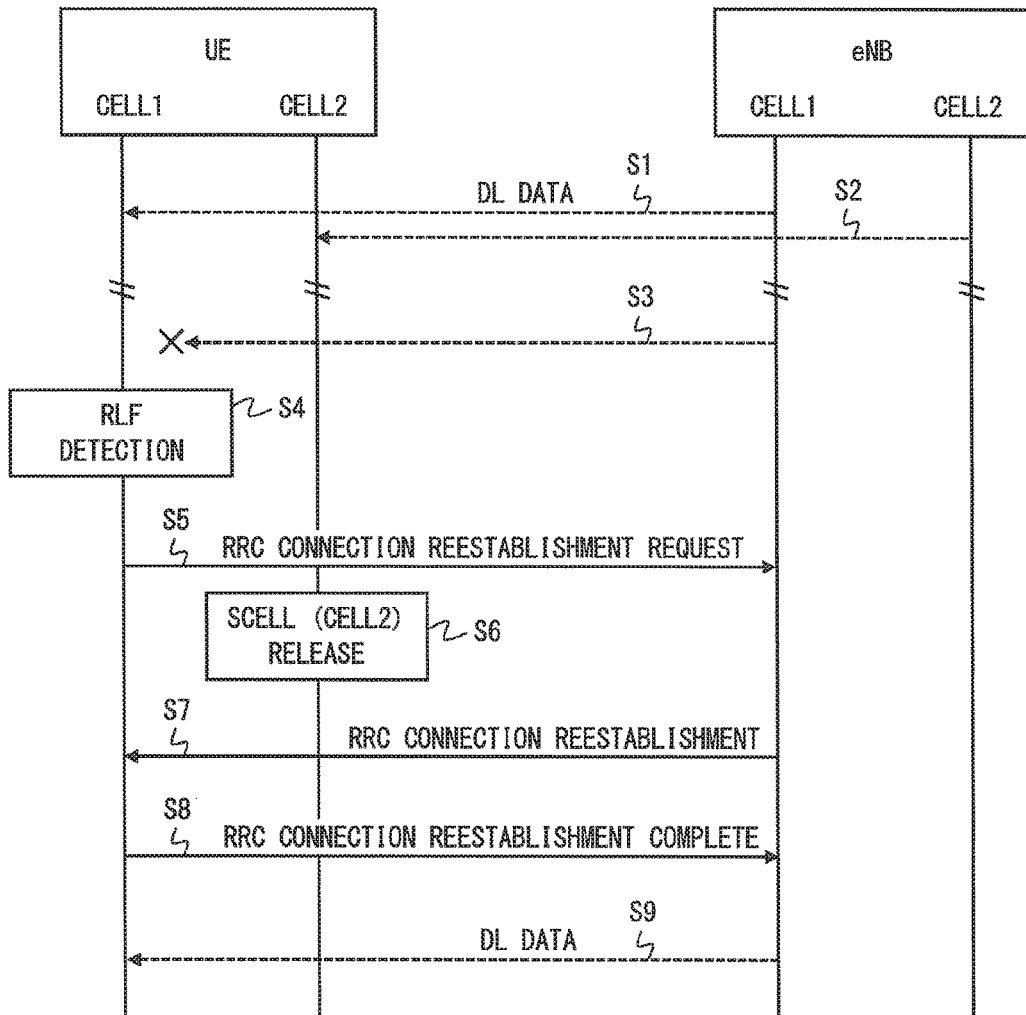 UE
eNB
CELL1
CELL2
CELL1
CELL2
S1
DL DATA
S2
S3
RLF
DETECTION
S4
S5
RRC CONNECTION REESTABLISHMENT REQUEST
SCELL (CELL2)
RELEASE
S6
S7
RRC CONNECTION REESTABLISHMENT
S8
RRC CONNECTION REESTABLISHMENT COMPLETE
S9
DL DATA